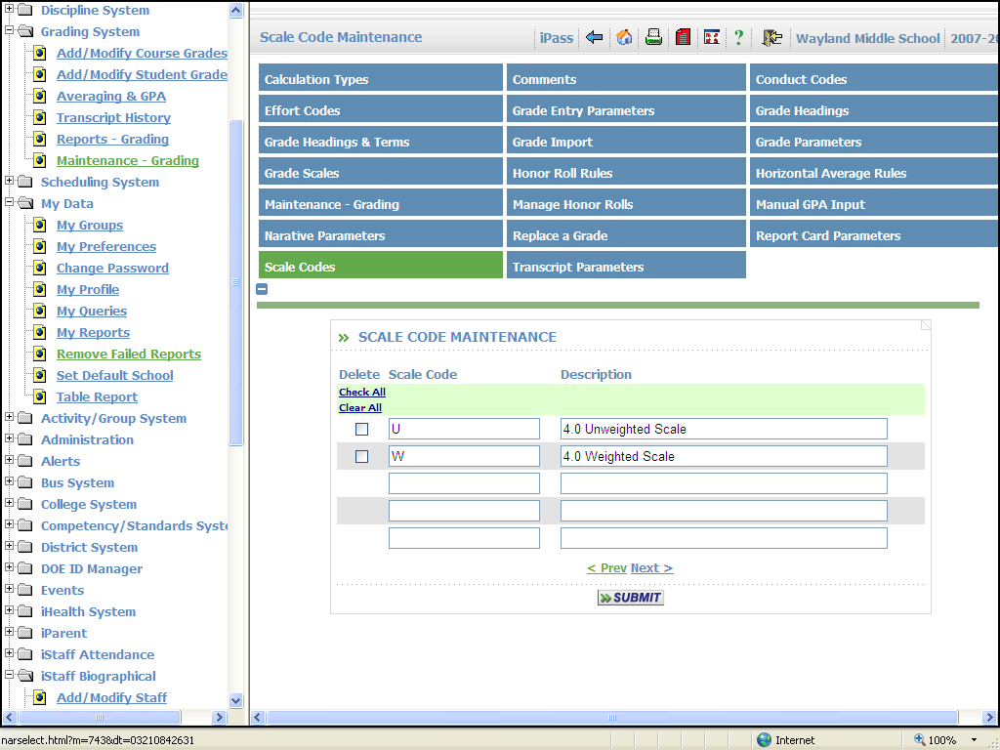 Discipline System
Grading System
Add/Modify Course Grades
Add/Modify Student Grade
Averaging & GPA
Transcript History
Reports - Grading
Maintenance - Grading
Scheduling System
My Data
My Groups
My Preferences
Change Password
My Profile
My Queries
My Reports
Remove Failed Reports
Set Default School
Table Report
Activity/Group System
Administration
Alerts
Bus System
College System
Competency/Standards Syste
District System
DOE ID Manager
Events
iHealth System
iParent
iStaff Attendance
iStaff Biographical
Add/Modify Staff
Scale Code Maintenance iPass ? Wayland Middle School 2007-20
Calculation Types Comments Conduct Codes
Effort Codes Grade Entry Parameters Grade Headings
Grade Headings & Terms Grade Import Grade Parameters
Grade Scales Honor Roll Rules Horizontal Average Rules
Maintenance - Grading Manage Honor Rolls Manual GPA Input
Narative Parameters Replace a Grade Report Card Parameters
Scale Codes Transcript Parameters
SCALE CODE MAINTENANCE
Delete Scale Code Description
Check All
Clear All
U 4.0 Unweighted Scale
W 4.0 Weighted Scale
< Prev Next >
SUBMIT
narselect.html?m=743&dt=03210842631 Internet 100%